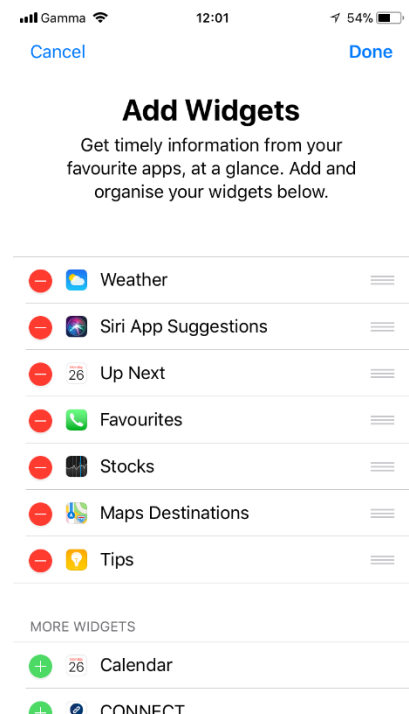 Gamma 12:01 54%
Cancel Done
Add Widgets
Get timely information from your
favourite apps, at a glance. Add and
organise your widgets below.
Weather
Siri App Suggestions
26 Up Next
Favourites
Stocks
Maps Destinations
Tips
MORE WIDGETS
26 Calendar
CONNECT